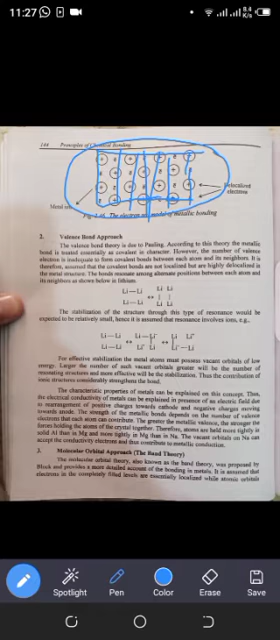 11:27
8.4
K/s
144 Principles of Chemical Bonding
Metal
Delocalized
electrons
The electron sea model of metallic bonding
2. Valence Bond Approach
The valence bond theory is due to Pauling. According to this theory the metallic
bond is treated essentially as covalent in character. However, the number of valence
electrons is inadequate to form covalent bonds between each atom and its neighbors. It is
therefore, assumed that the covalent bonds are not localized but are highly delocalized in
the metal structure. The bonds resonate among alternate positions between each atom and
its neighbors as shown below in lithium.
Li—Li Li Li
↔ | |
Li—Li Li Li
The stabilization of the structure through this type of resonance would be
expected to be relatively small, hence it is assumed that resonance involves ions, e.g.,
For effective stabilization the metal atoms must possess vacant orbitals of low
energy. Larger the number of such vacant orbitals greater will be the number of
resonating structures and more effective will be the stabilization. Thus the contribution of
ionic structures considerably strengthens the bond.
The characteristic properties of metals can be explained on this concept. Thus,
the electrical conductivity of metals can be explained in presence of an electric field due
to rearrangement of positive charges towards cathode and negative charges moving
towards anode. The strength of the metallic bonds depends on the number of valence
electrons that each atom can contribute. The greater the metallic valence, the stronger the
forces holding the atoms of the crystal together. Therefore, atoms are held more tightly in
solid Al than in Mg and more tightly in Mg than in Na. The vacant orbitals on Na can
accept the conductivity electrons and thus contribute to metallic conduction.
3. Molecular Orbital Approach (The Band Theory)
The molecular orbital theory, also known as the band theory, was proposed by
Block and provides a more detailed account of the bonding in metals. It is assumed that
electrons in the completely filled levels are essentially localized while atomic orbitals
Spotlight Pen Color Erase Save